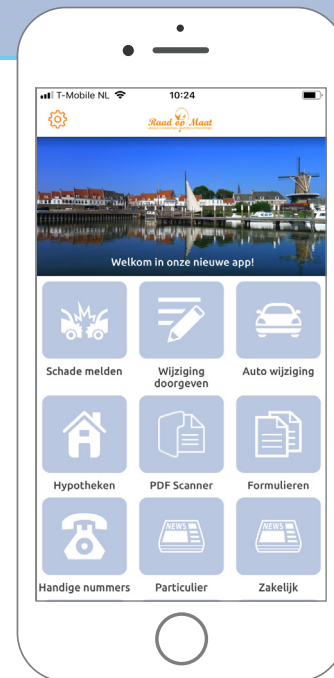 T-Mobile NL 10:24
Raad op Maat
Welkom in onze nieuwe app!
Schade melden
Wijziging
doorgeven
Auto wijziging
Hypotheken
PDF Scanner
Formulieren
NEWS
NEWS
Handige nummers
Particulier
Zakelijk